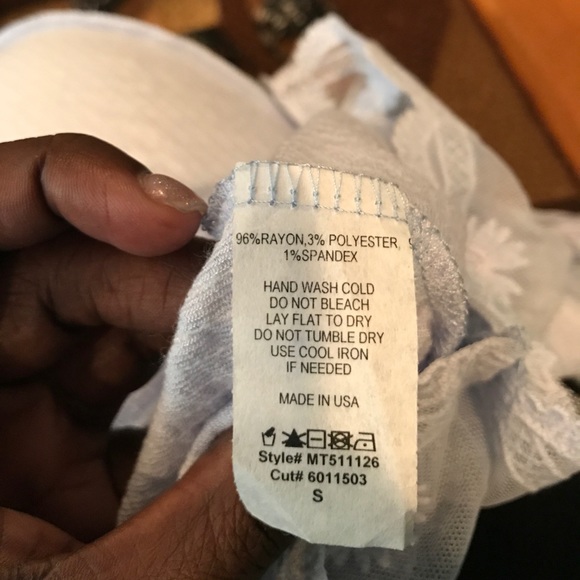 96%RAYON,3% POLYESTER,
1%SPANDEX
HAND WASH COLD
DO NOT BLEACH
LAY FLAT TO DRY
DO NOT TUMBLE DRY
USE COOL IRON
IF NEEDED
MADE IN USA
Style# MT511126
Cut# 6011503
S